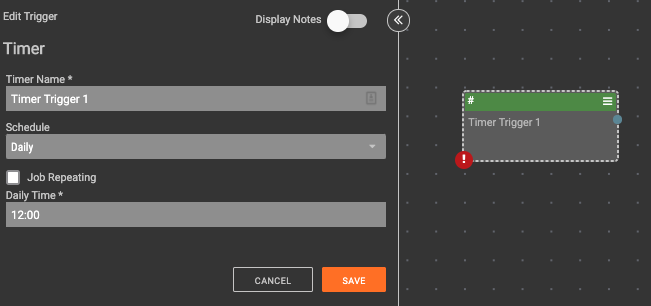 Edit Trigger
Display Notes
Timer
Timer Name *
Timer Trigger 1
Schedule
Daily
Job Repeating
Daily Time *
12:00
CANCEL
SAVE
#
Timer Trigger 1
!